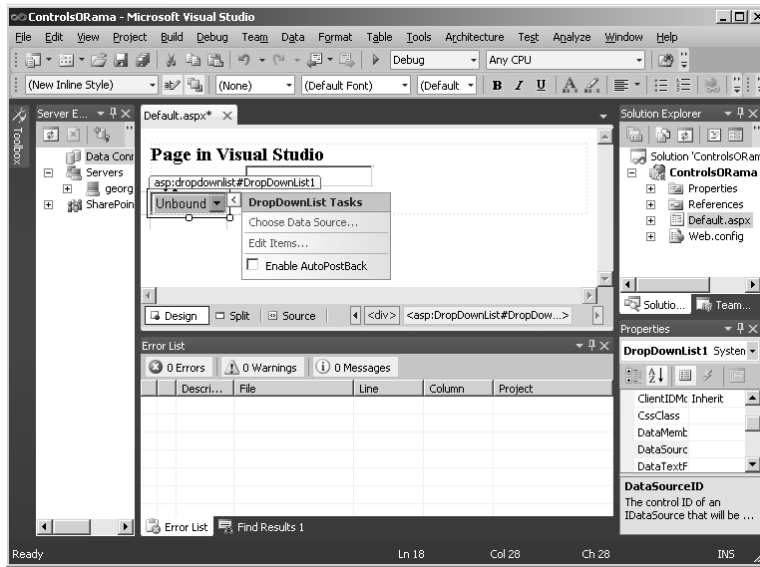 ControlsORama - Microsoft Visual Studio
File Edit View Project Build Debug Team Data Format Table Tools Architecture Test Analyze Window Help
Debug Any CPU
(New Inline Style) (None) (Default Font) (Default B I U A
Toolbox
Server E...
Data Conn
Servers
georg
SharePoin
Default.aspx*
Page in Visual Studio
asp:dropdownlist#DropDownList1
Unbound
DropDownList Tasks
Choose Data Source...
Edit Items...
Enable AutoPostBack
Design Split Source <div> <asp:DropDownList#DropDow...>
Error List
0 Errors 0 Warnings 0 Messages
Descri... File Line Column Project
Error List Find Results 1
Solution Explorer
Solution 'ControlsORam
ControlsORama
Properties
References
Default.aspx
Web.config
Solutio... Team...
Properties
DropDownList1 System
ClientIDMc Inherit
CssClass
DataMemb
DataSourc
DataTextF
DataSourceID
The control ID of an
IDataSource that will be ...
Ready Ln 18 Col 28 Ch 28 INS